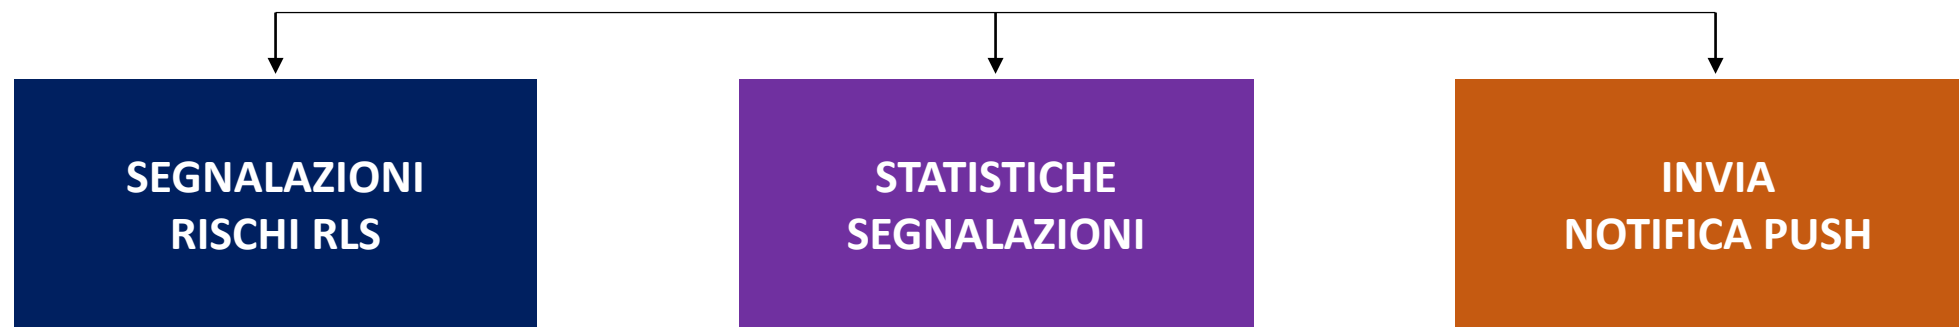 SEGNALAZIONI
RISCHI RLS
STATISTICHE
SEGNALAZIONI
INVIA
NOTIFICA PUSH